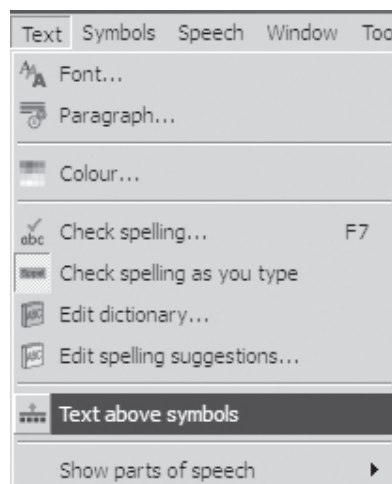 Text Symbols Speech Window Too
Font...
Paragraph...
Colour...
Check spelling... F7
Check spelling as you type
Edit dictionary...
Edit spelling suggestions...
Text above symbols
Show parts of speech